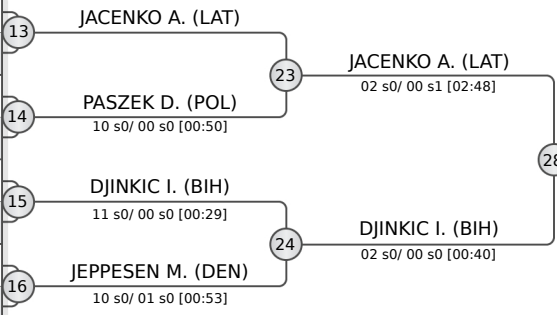 JACENKO A. (LAT)
13
23
JACENKO A. (LAT)
02 s0/ 00 s1 [02:48]
PASZEK D. (POL)
14
10 s0/ 00 s0 [00:50]
28
DJINKIC I. (BIH)
15
11 s0/ 00 s0 [00:29]
24
DJINKIC I. (BIH)
02 s0/ 00 s0 [00:40]
JEPPESEN M. (DEN)
16
10 s0/ 01 s0 [00:53]